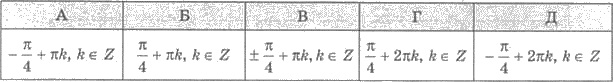 А Б В Г Д
−π/4 + πk, k ∈ Z π/4 + πk, k ∈ Z ±π/4 + πk, k ∈ Z π/4 + 2πk, k ∈ Z −π/4 + 2πk, k ∈ Z